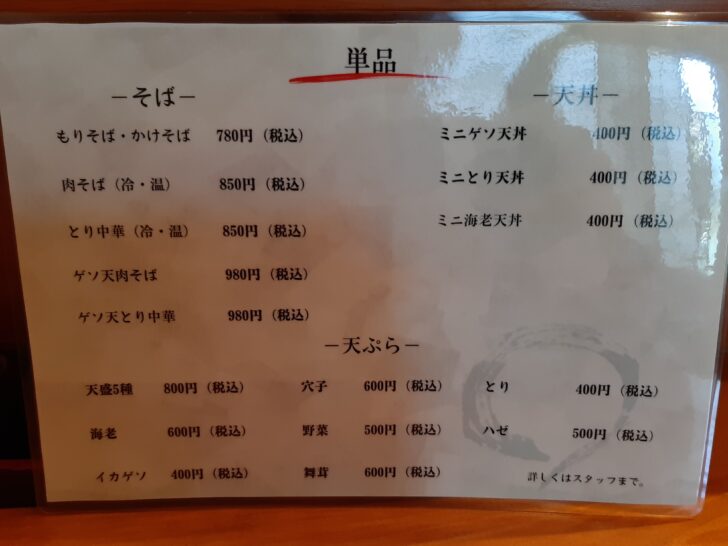 単品
－そば－
もりそば・かけそば 780円（税込）
肉そば（冷・温） 850円（税込）
とり中華（冷・温） 850円（税込）
ゲソ天肉そば 980円（税込）
ゲソ天とり中華 980円（税込）
－天丼－
ミニゲソ天丼 400円（税込）
ミニとり天丼 400円（税込）
ミニ海老天丼 400円（税込）
－天ぷら－
天盛5種 800円（税込） 穴子 600円（税込） とり 400円（税込）
海老 600円（税込） 野菜 500円（税込） ハゼ 500円（税込）
イカゲソ 400円（税込） 舞茸 600円（税込） 詳しくはスタッフまで。